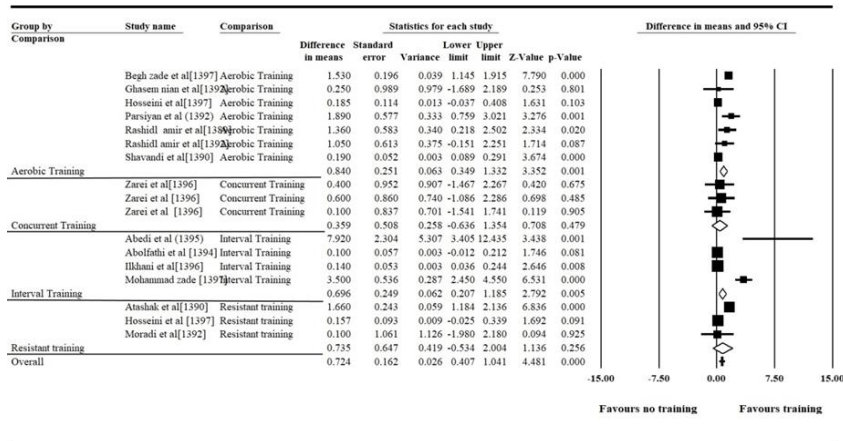 Group by Comparison Study name Comparison Statistics for each study Difference in means and 95% CI
Difference in means Standard error Variance Lower limit Upper limit Z-Value p-Value
Begh zade et al[1397] Aerobic Training 1.530 0.196 0.039 1.145 1.915 7.790 0.000
Ghasem nian et al[1392] Aerobic Training 0.250 0.989 0.979 -1.689 2.189 0.253 0.801
Hosseini et al[1397] Aerobic Training 0.185 0.114 0.013 -0.037 0.408 1.631 0.103
Parsiyan et al (1392) Aerobic Training 1.890 0.577 0.333 0.759 3.021 3.276 0.001
Rashidl amir et al[1389] Aerobic Training 1.360 0.583 0.340 0.218 2.502 2.334 0.020
Rashidl amir et al[1392] Aerobic Training 1.050 0.613 0.375 -0.151 2.251 1.714 0.087
Shavandi et al[1390] Aerobic Training 0.190 0.052 0.003 0.089 0.291 3.674 0.000
Aerobic Training 0.840 0.251 0.063 0.349 1.332 3.352 0.001
Zarei et al[1396] Concurrent Training 0.400 0.952 0.907 -1.467 2.267 0.420 0.675
Zarei et al [1396] Concurrent Training 0.600 0.860 0.740 -1.086 2.286 0.698 0.485
Zarei et al [1396] Concurrent Training 0.100 0.837 0.701 -1.541 1.741 0.119 0.905
Concurrent Training 0.359 0.508 0.258 -0.636 1.354 0.708 0.479
Abedi et al (1395) Interval Training 7.920 2.304 5.307 3.405 12.435 3.438 0.001
Abolfathi et al [1394] Interval Training 0.100 0.057 0.003 -0.012 0.212 1.746 0.081
Ilkhani et al[1396] Interval Training 0.140 0.053 0.003 0.036 0.244 2.646 0.008
Mohammad zade [1397] Interval Training 3.500 0.536 0.287 2.450 4.550 6.531 0.000
Interval Training 0.696 0.249 0.062 0.207 1.185 2.792 0.005
Atashak et al[1390] Resistant training 1.660 0.243 0.059 1.184 2.136 6.836 0.000
Hosseini et al [1397] Resistant training 0.157 0.093 0.009 -0.025 0.339 1.692 0.091
Moradi et al[1392] Resistant training 0.100 1.061 1.126 -1.980 2.180 0.094 0.925
Resistant training 0.735 0.647 0.419 -0.534 2.004 1.136 0.256
Overall 0.724 0.162 0.026 0.407 1.041 4.481 0.000
-15.00 -7.50 0.00 7.50 15.00
Favours no training Favours training